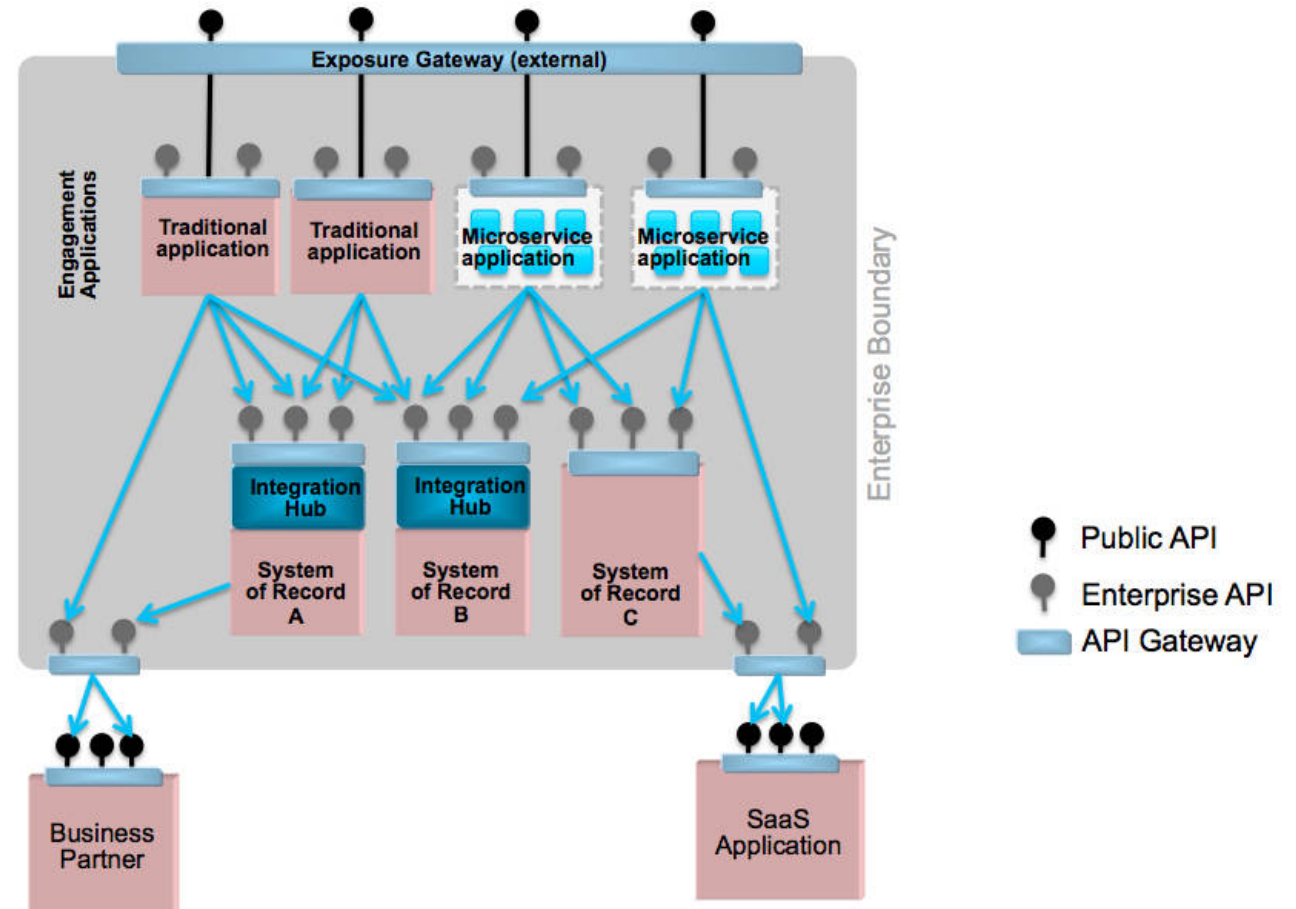 Exposure Gateway (external)
Engagement
Applications
Traditional
application
Traditional
application
Microservice
application
Microservice
application
Enterprise Boundary
Integration
Hub
Integration
Hub
System
of Record
A
System
of Record
B
System
of Record
C
Public API
Enterprise API
API Gateway
Business
Partner
SaaS
Application